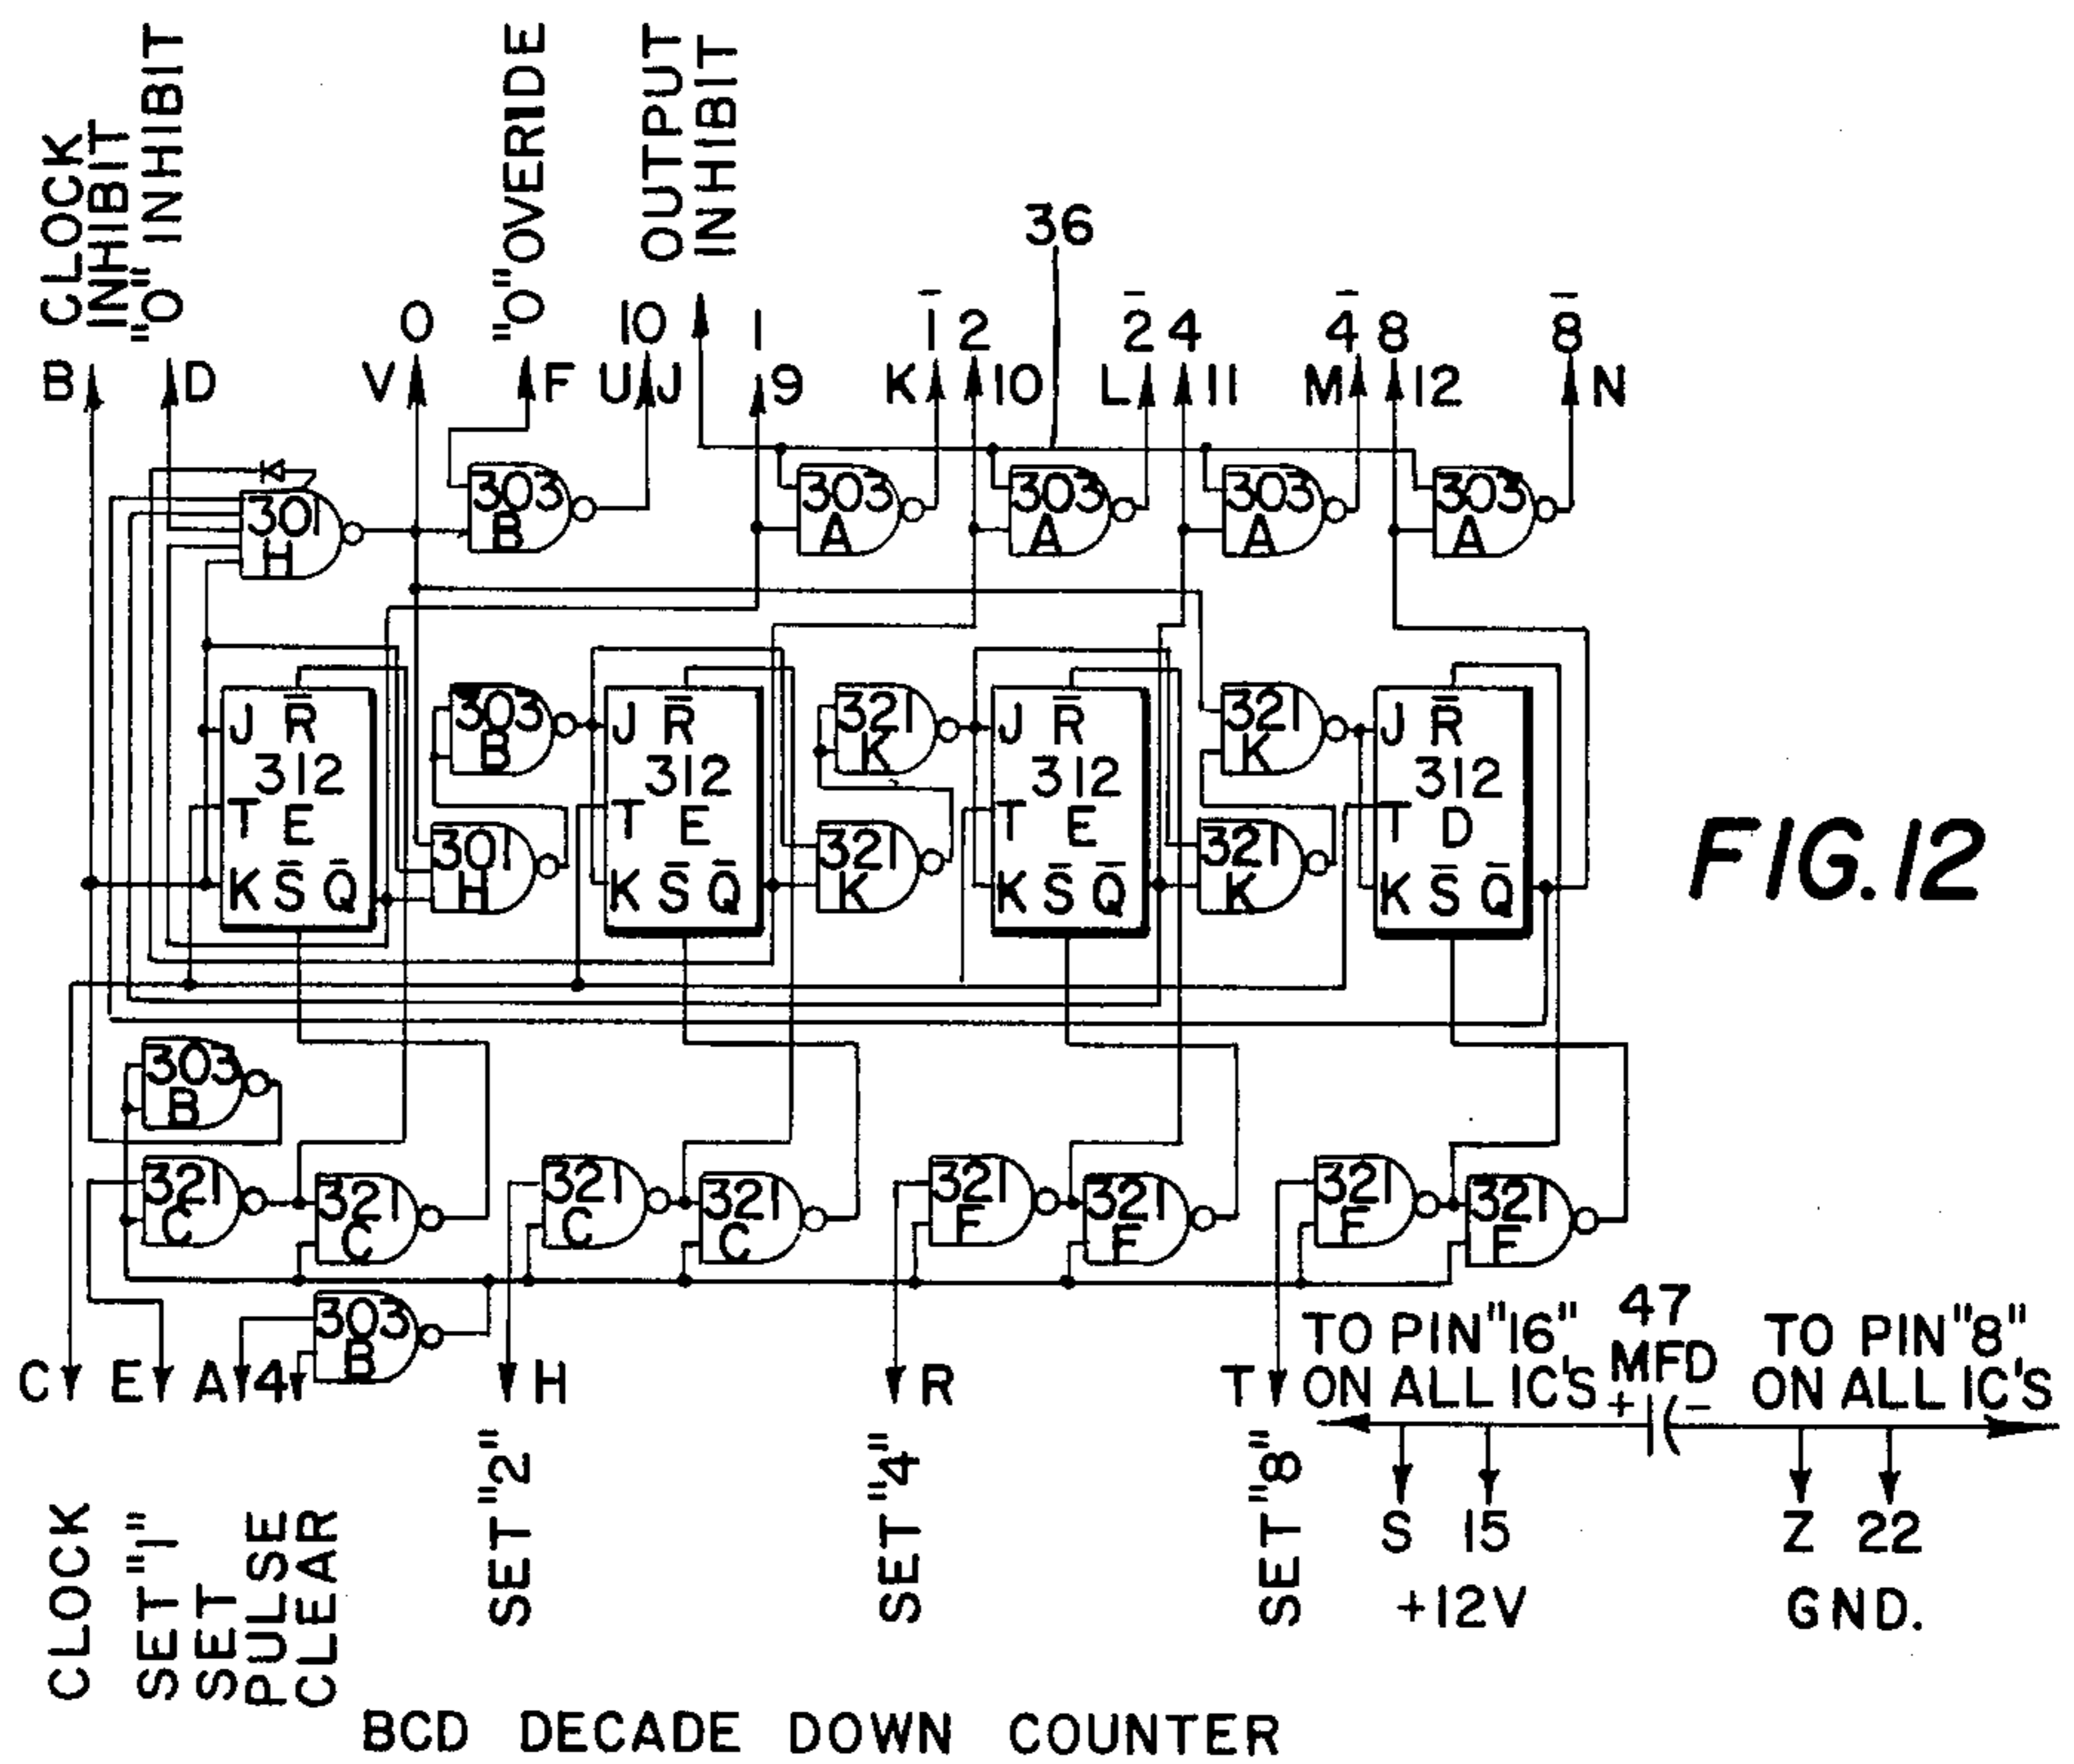 CLOCK
INHIBIT
"0" INHIBIT
"0" OVERIDE
OUTPUT
INHIBIT
36
0 10 1 1̅ 2 2̅ 4 4̅ 8 8̅
B D V F U J 9 K 10 L 11 M 12 N
301 303 303 303 303 303
H B A A A A
J R̅ 303 J R̅ 321 J R̅ 321 J R̅
312 B 312 K 312 K 312
T E T E T E T D
301 321 321
H K K
K S̅ Q̅ K S̅ Q̅ K S̅ Q̅ K S̅ Q̅
FIG.12
303
B
321 321 321 321 321 321 321 321
C C C C F F F F
303
B
C E A 4 H R T
TO PIN "16"
ON ALL IC'S
47
MFD
+ -
TO PIN "8"
ON ALL IC'S
CLOCK
SET "1"
SET
PULSE
CLEAR
SET "2"
SET "4"
SET "8"
S 15 Z 22
+12V GND.
BCD DECADE DOWN COUNTER